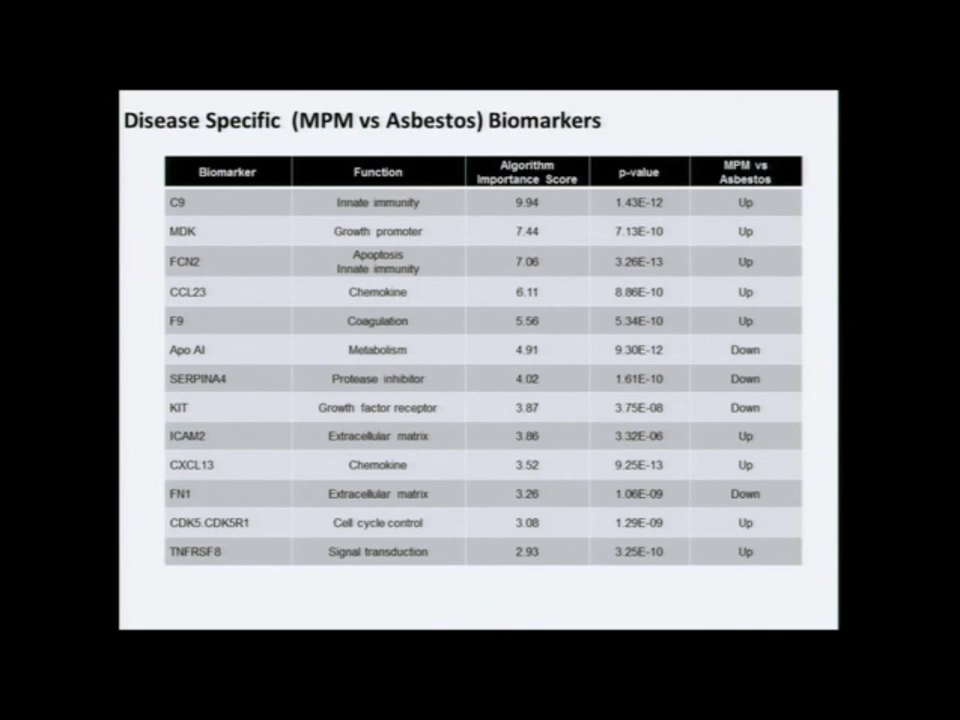 Disease Specific (MPM vs Asbestos) Biomarkers
Biomarker Function Algorithm Importance Score p-value MPM vs Asbestos
C9 Innate immunity 9.94 1.43E-12 Up
MDK Growth promoter 7.44 7.13E-10 Up
FCN2 Apoptosis Innate immunity 7.06 3.26E-13 Up
CCL23 Chemokine 6.11 8.86E-10 Up
F9 Coagulation 5.56 5.34E-10 Up
Apo AI Metabolism 4.91 9.30E-12 Down
SERPINA4 Protease inhibitor 4.02 1.61E-10 Down
KIT Growth factor receptor 3.87 3.75E-08 Down
ICAM2 Extracellular matrix 3.86 3.32E-06 Up
CXCL13 Chemokine 3.52 9.25E-13 Up
FN1 Extracellular matrix 3.26 1.06E-09 Down
CDK5.CDK5R1 Cell cycle control 3.08 1.29E-09 Up
TNFRSF8 Signal transduction 2.93 3.25E-10 Up